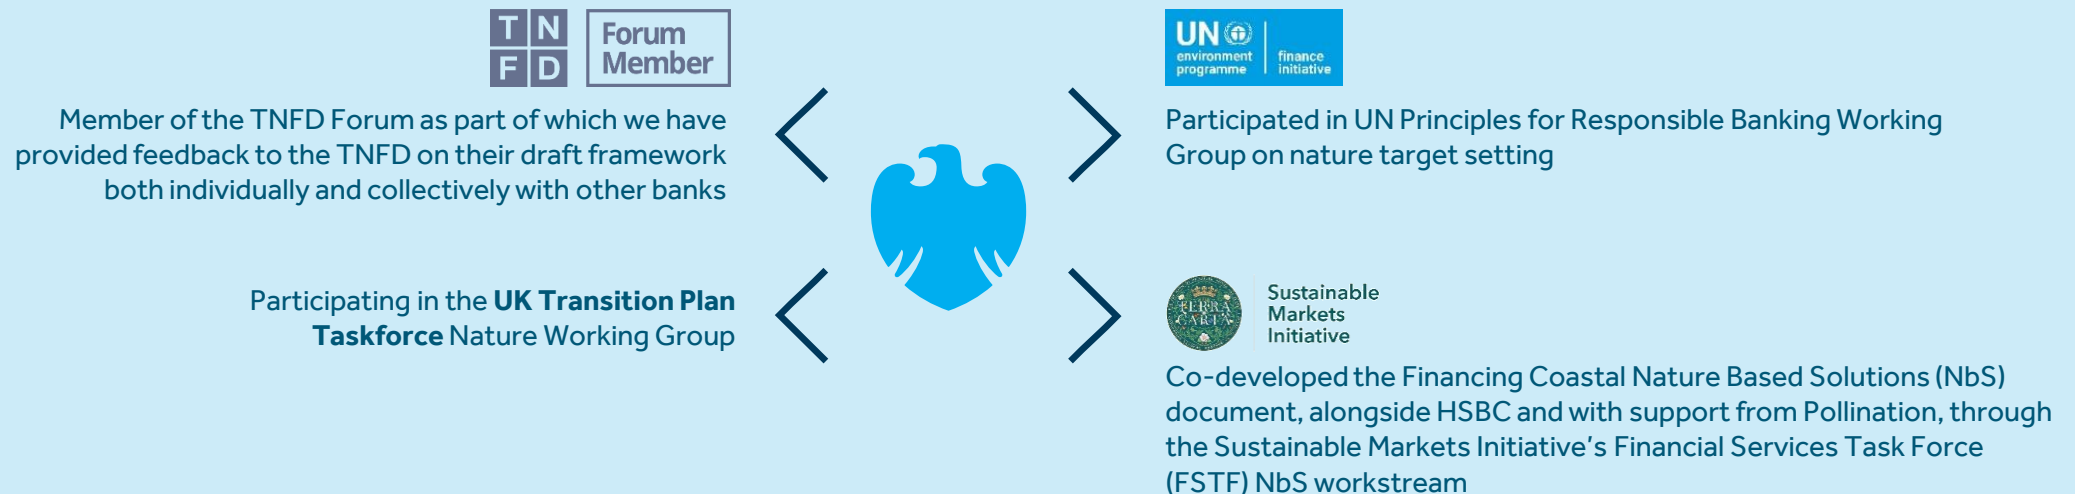 TN
FD
Forum
Member
Member of the TNFD Forum as part of which we have
provided feedback to the TNFD on their draft framework
both individually and collectively with other banks
Participating in the UK Transition Plan
Taskforce Nature Working Group
UN
environment
programme
finance
initiative
Participated in UN Principles for Responsible Banking Working
Group on nature target setting
TERRA
CARTA
Sustainable
Markets
Initiative
Co-developed the Financing Coastal Nature Based Solutions (NbS)
document, alongside HSBC and with support from Pollination, through
the Sustainable Markets Initiative's Financial Services Task Force
(FSTF) NbS workstream